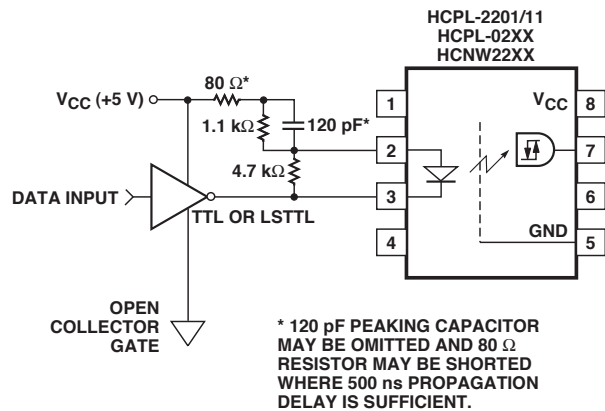 HCPL-2201/11
HCPL-02XX
HCNW22XX
80 Ω*
VCC (+5 V)
1.1 kΩ
120 pF*
4.7 kΩ
DATA INPUT
TTL OR LSTTL
OPEN
COLLECTOR
GATE
1
2
3
4
VCC
8
7
6
GND
5
* 120 pF PEAKING CAPACITOR
MAY BE OMITTED AND 80 Ω
RESISTOR MAY BE SHORTED
WHERE 500 ns PROPAGATION
DELAY IS SUFFICIENT.